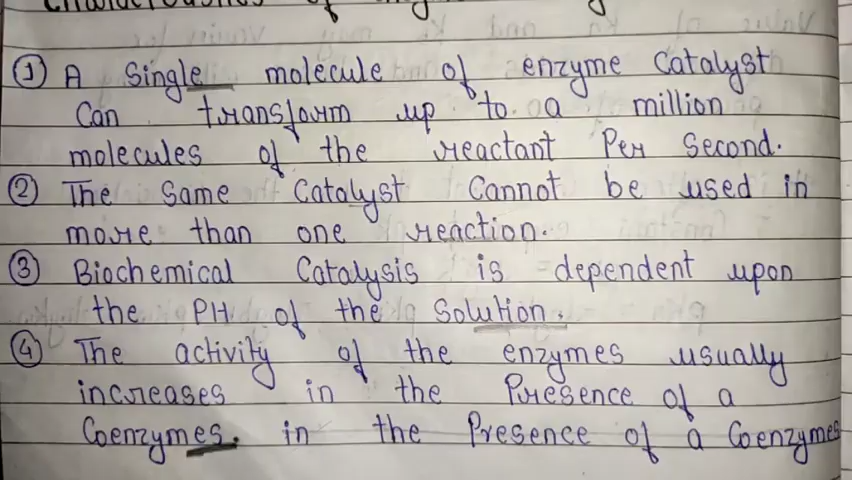 Characteristics of
① A Single molecule of enzyme Catalyst
Can transform up to a million
molecules of the reactant Per Second.
② The Same Catalyst Cannot be used in
more than one reaction.
③ Biochemical Catalysis is dependent upon
the PH of the Solution.
④ The activity of the enzymes usually
increases in the Presence of a
Coenzymes. in the Presence of a Coenzymes